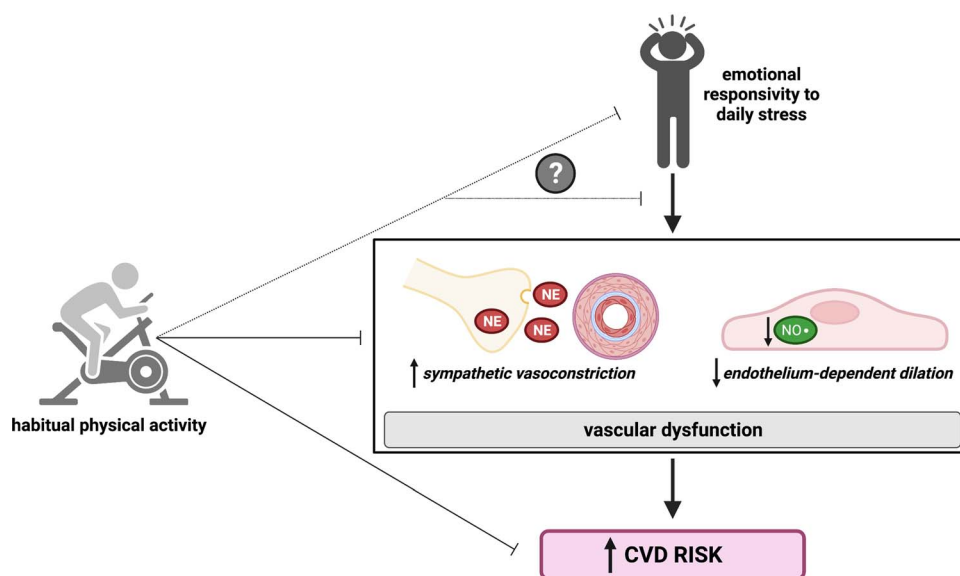 emotional
responsivity to
daily stress
?
NE
NE
NE
NO•
↑ sympathetic vasoconstriction
↓ endothelium-dependent dilation
habitual physical activity
vascular dysfunction
↑ CVD RISK